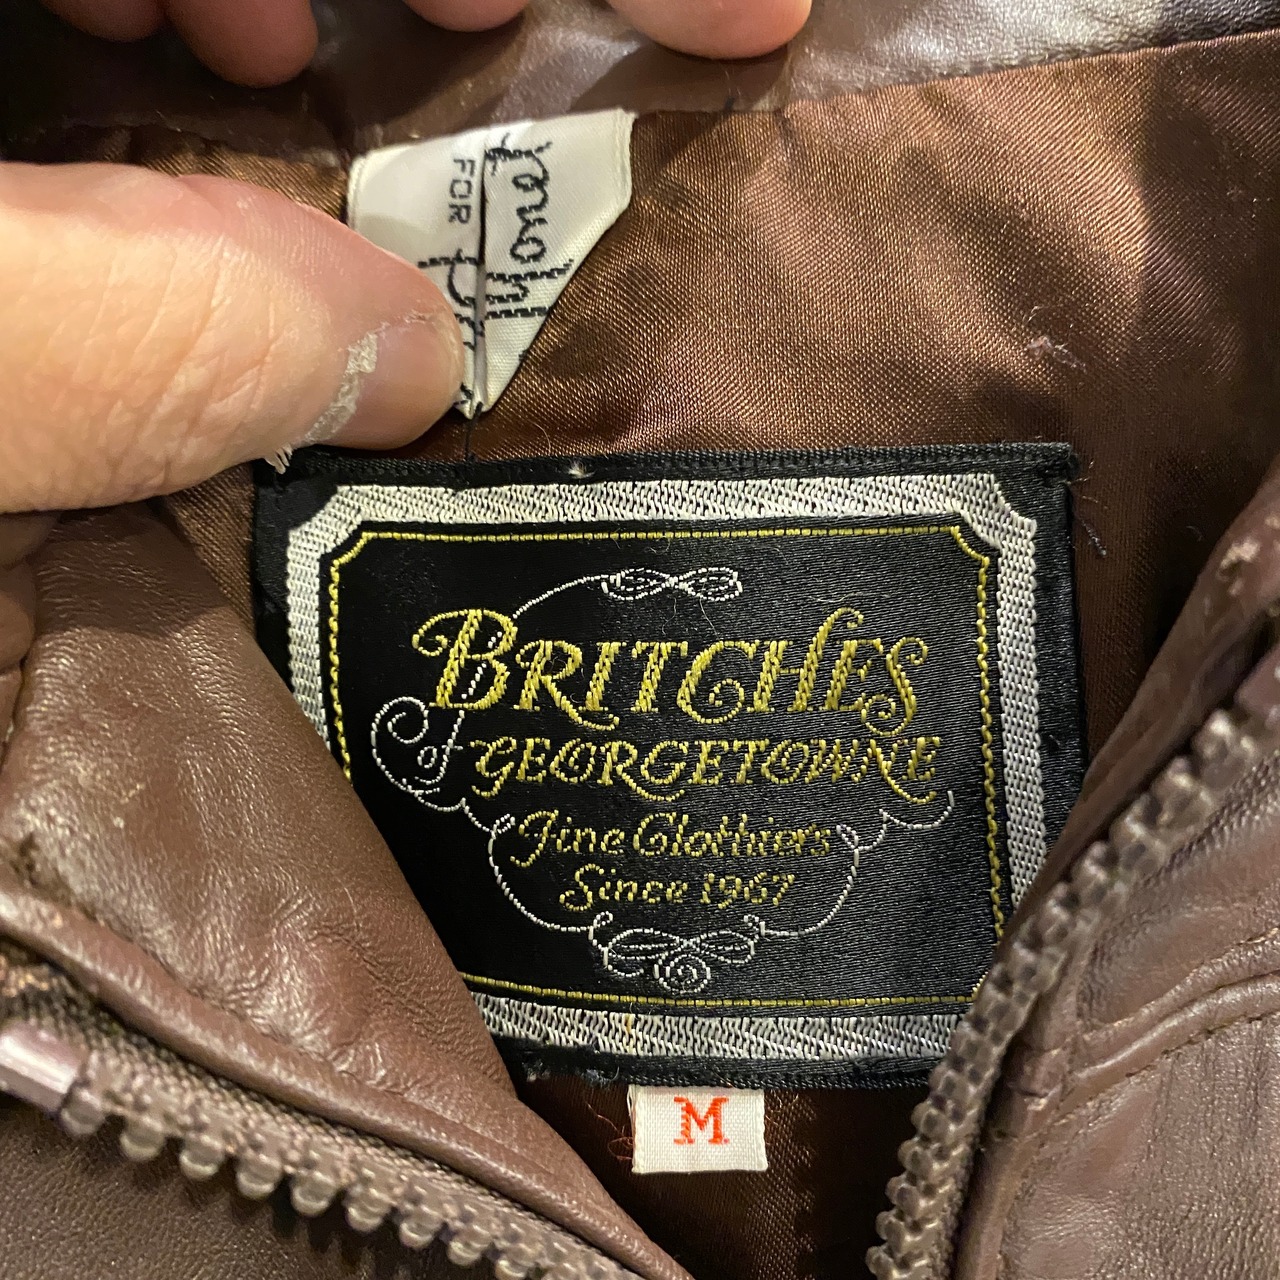 FOR
BRITCHES
of GEORGETOWNE
Fine Clothiers
Since 1967
M